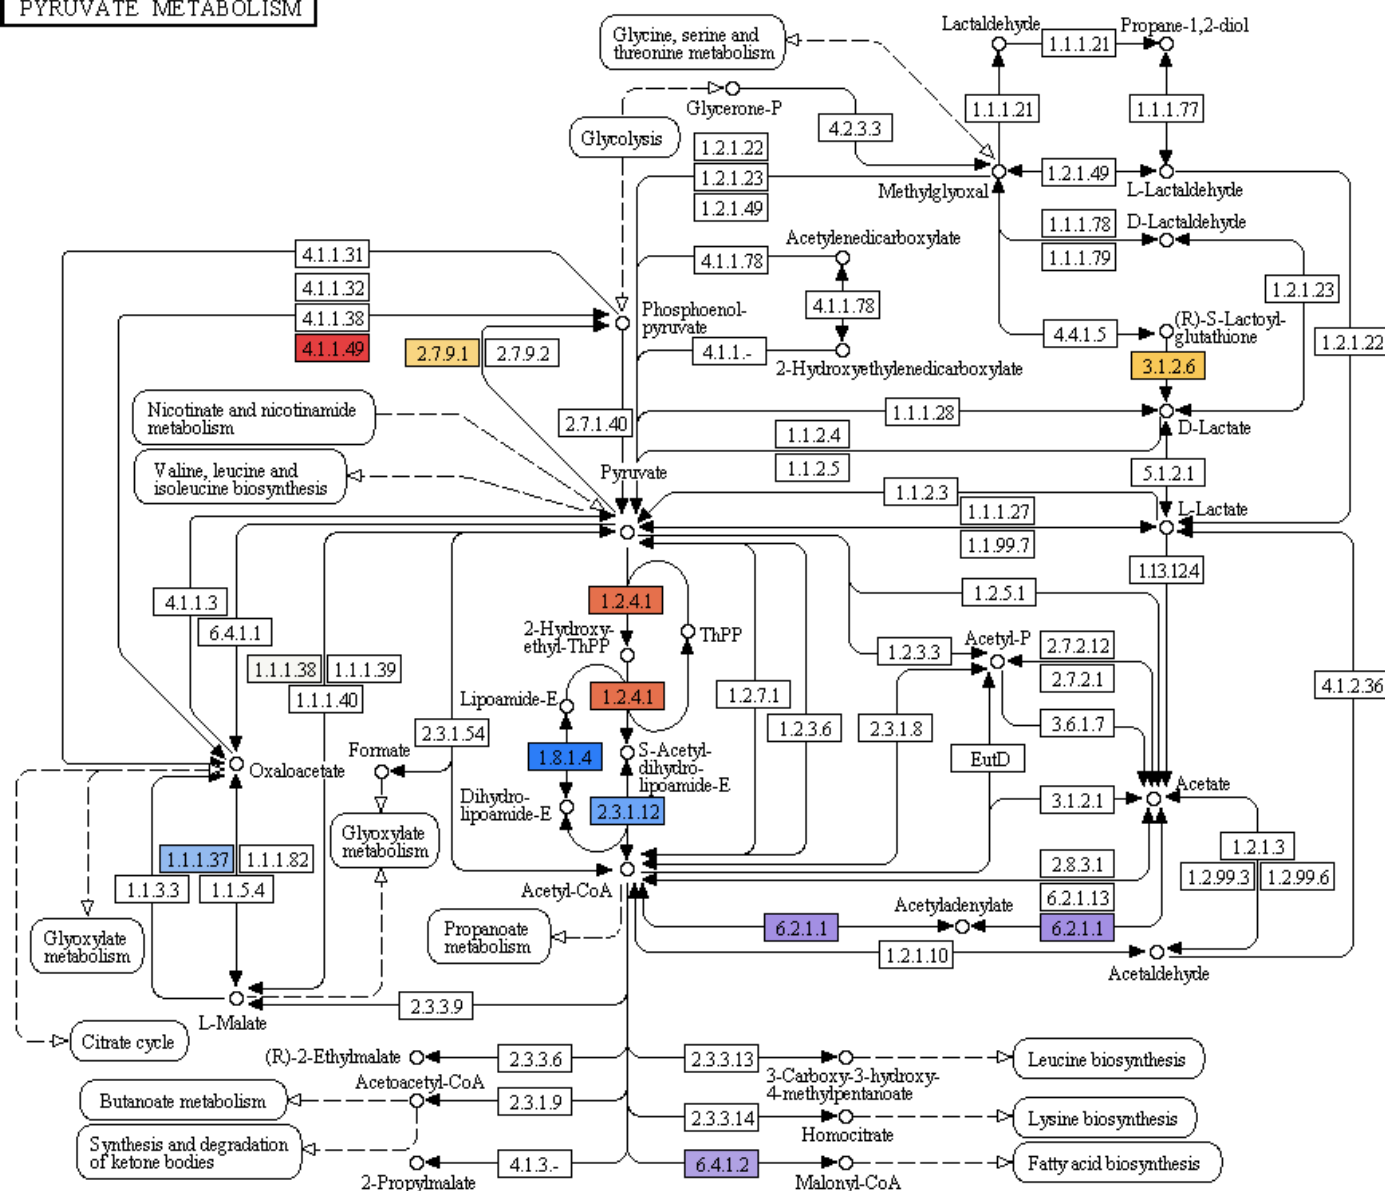 PYRUVATE METABOLISM
Glycine, serine and
threonine metabolism
Lactaldehyde
1.1.1.21
Propane-1,2-diol
Glycerone-P
4.2.3.3
1.1.1.21
1.1.1.77
Glycolysis
1.2.1.22
1.2.1.23
1.2.1.49
Methylglyoxal
1.2.1.49
L-Lactaldehyde
1.1.1.78
1.1.1.79
D-Lactaldehyde
Acetylenedicarboxylate
4.1.1.78
4.1.1.78
4.1.1.-
2-Hydroxyethylenedicarboxylate
1.2.1.23
4.1.1.31
4.1.1.32
4.1.1.38
4.1.1.49
2.7.9.1
2.7.9.2
Phosphoenol-
pyruvate
4.4.1.5
(R)-S-Lactoyl-
glutathione
3.1.2.6
1.2.1.22
Nicotinate and nicotinamide
metabolism
2.7.1.40
1.1.1.28
1.1.2.4
1.1.2.5
D-Lactate
Valine, leucine and
isoleucine biosynthesis
Pyruvate
5.1.2.1
1.1.2.3
1.1.1.27
1.1.99.7
L-Lactate
1.13.12.4
4.1.1.3
6.4.1.1
1.1.1.38
1.1.1.39
1.1.1.40
1.2.4.1
2-Hydroxy-
ethyl-ThPP
ThPP
1.2.5.1
Acetyl-P
1.2.3.3
2.7.2.12
2.7.2.1
Lipoamide-E
1.2.4.1
1.2.7.1
1.2.3.6
2.3.1.8
3.6.1.7
4.1.2.36
2.3.1.54
Formate
Oxaloacetate
1.8.1.4
S-Acetyl-
dihydro-
lipoamide-E
EutD
Acetate
Dihydro-
lipoamide-E
2.3.1.12
3.1.2.1
Glyoxylate
metabolism
1.1.1.37
1.1.1.82
1.1.3.3
1.1.5.4
1.2.1.3
1.2.99.3
1.2.99.6
Acetyl-CoA
2.8.3.1
6.2.1.13
6.2.1.1
Acetyladenylate
6.2.1.1
Glyoxylate
metabolism
Propanoate
metabolism
1.2.1.10
Acetaldehyde
L-Malate
2.3.3.9
Citrate cycle
(R)-2-Ethylmalate
2.3.3.6
2.3.3.13
3-Carboxy-3-hydroxy-
4-methylpentanoate
Leucine biosynthesis
Butanoate metabolism
Acetoacetyl-CoA
2.3.1.9
2.3.3.14
Homocitrate
Lysine biosynthesis
Synthesis and degradation
of ketone bodies
2-Propylmalate
4.1.3.-
6.4.1.2
Malonyl-CoA
Fatty acid biosynthesis